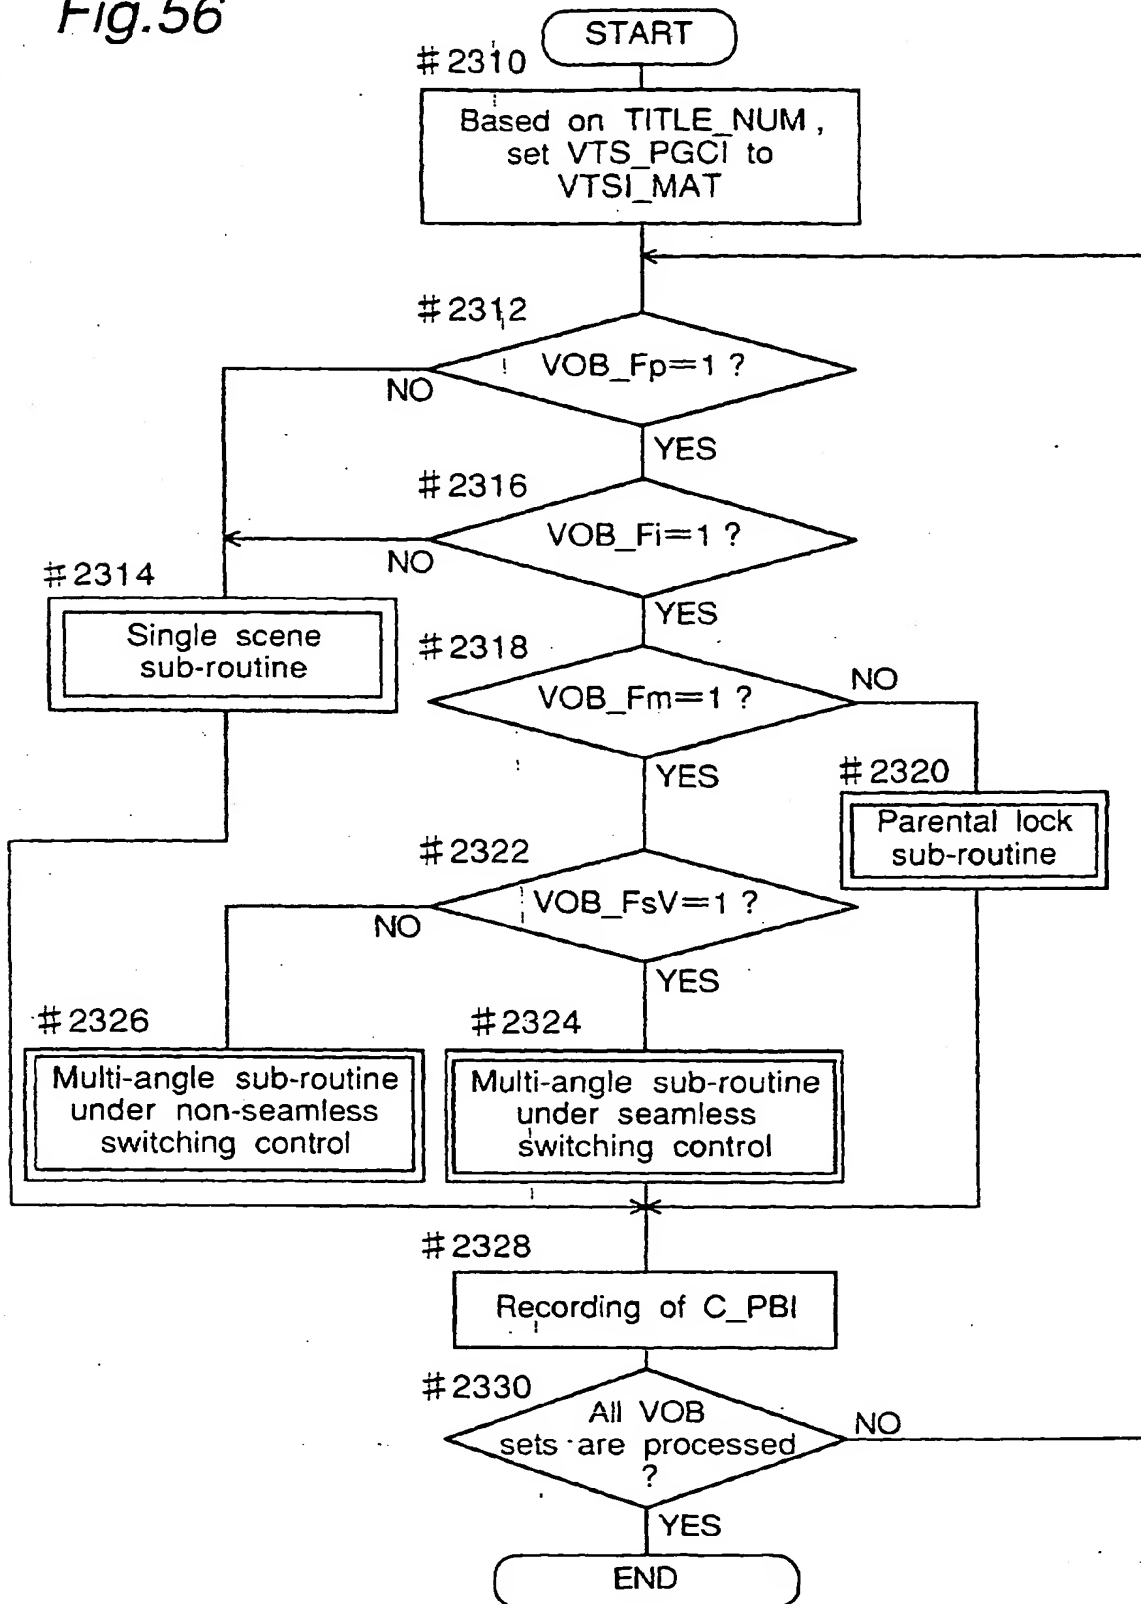 Fig.56
START
#2310
Based on TITLE_NUM,
set VTS_PGCI to
VTSI_MAT
#2312
VOB_Fp=1 ?
NO
YES
#2316
VOB_Fi=1 ?
NO
YES
#2314
Single scene
sub-routine
#2318
VOB_Fm=1 ?
NO
YES
#2320
Parental lock
sub-routine
#2322
VOB_FsV=1 ?
NO
YES
#2326
Multi-angle sub-routine
under non-seamless
switching control
#2324
Multi-angle sub-routine
under seamless
switching control
#2328
Recording of C_PBI
#2330
All VOB
sets are processed
?
NO
YES
END